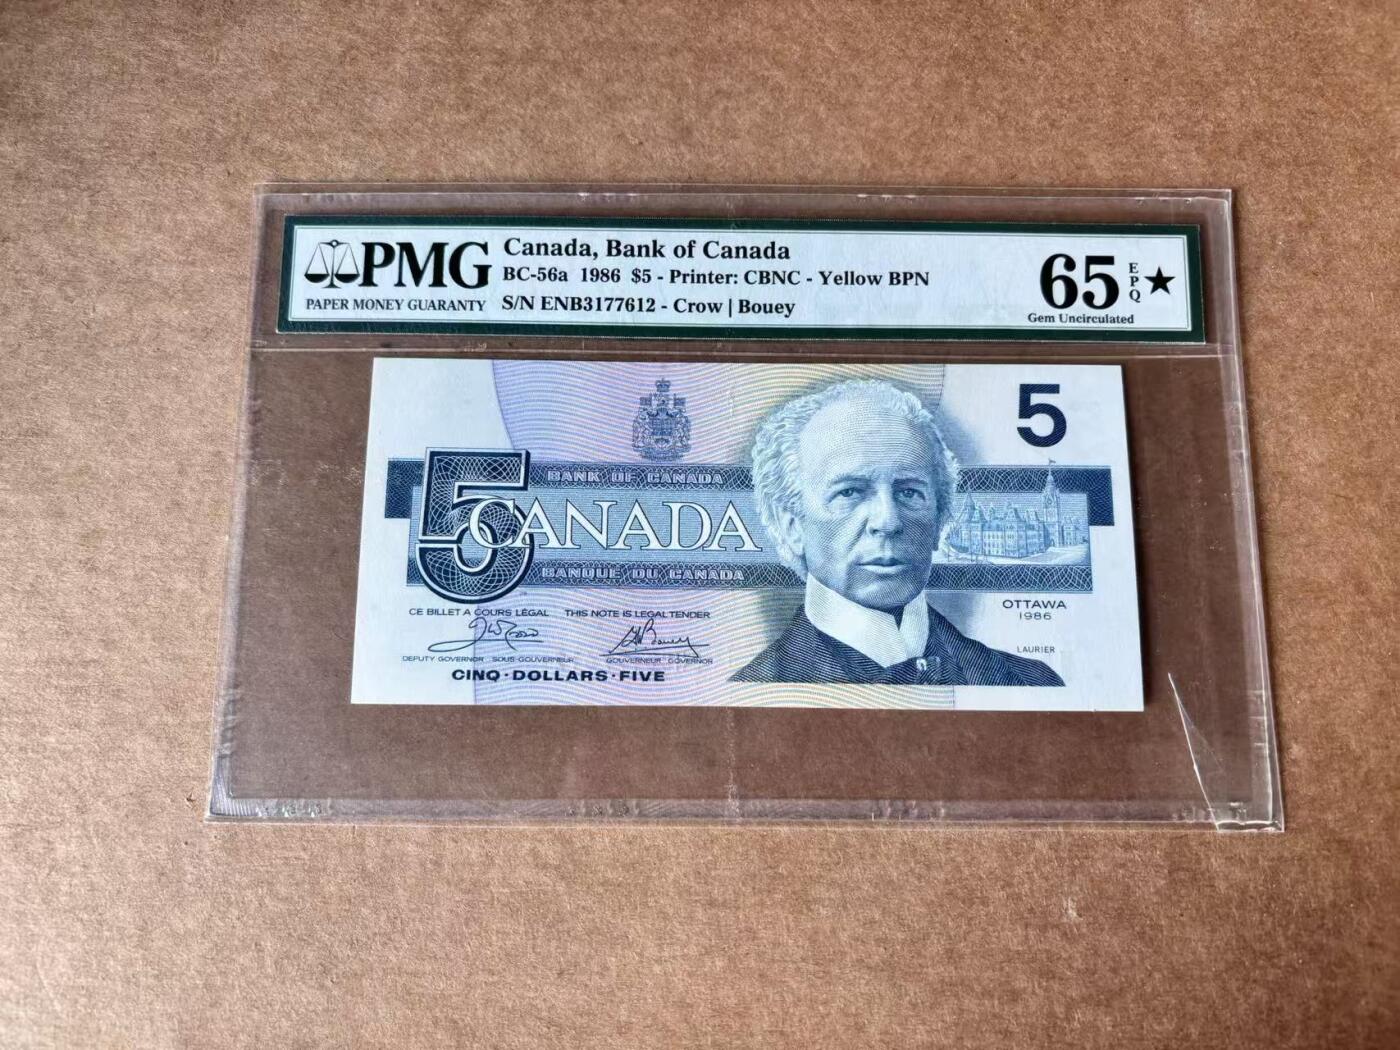 PMG
PAPER MONEY GUARANTY
Canada, Bank of Canada
BC-56a 1986 $5 - Printer: CBNC - Yellow BPN
S/N ENB3177612 - Crow | Bouey
65 EPQ ★
Gem Uncirculated
5
BANK OF CANADA
5 CANADA
BANQUE DU CANADA
CE BILLET A COURS LÉGAL THIS NOTE IS LEGAL TENDER
DEPUTY GOVERNOR SOUS-GOUVERNEUR GOUVERNEUR GOVERNOR
CINQ·DOLLARS·FIVE
OTTAWA
1986
LAURIER